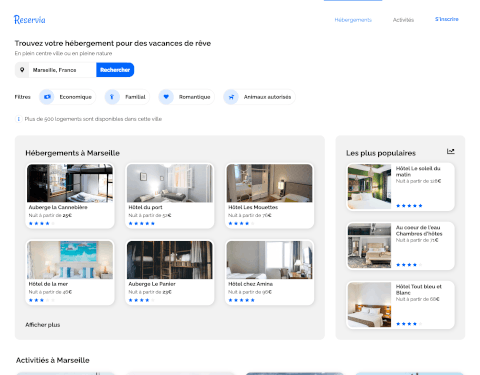 Reservia
Hébergements
Activités
S'inscrire
Trouvez votre hébergement pour des vacances de rêve
En plein centre ville ou en pleine nature
Marseille, France
Rechercher
Filtres
Economique
Familial
Romantique
Animaux autorisés
Plus de 500 logements sont disponibles dans cette ville
Hébergements à Marseille
Auberge la Cannebière
Nuit à partir de 25€
Hôtel du port
Nuit à partir de 52€
Hôtel Les Mouettes
Nuit à partir de 76€
Hôtel de la mer
Nuit à partir de 46€
Auberge Le Panier
Nuit à partir de 23€
Hôtel chez Amina
Nuit à partir de 96€
Afficher plus
Les plus populaires
Hôtel Le soleil du
matin
Nuit à partir de 128€
Au coeur de l'eau
Chambres d'hôtes
Nuit à partir de 71€
Hôtel Tout bleu et
Blanc
Nuit à partir de 68€
Activités à Marseille